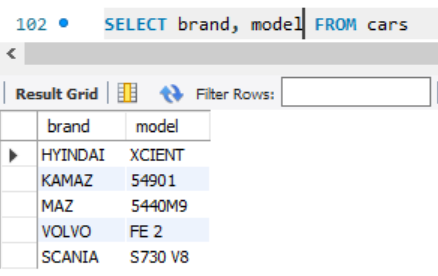 102 SELECT brand, model FROM cars
Result Grid Filter Rows:
brand model
HYINDAI XCIENT
KAMAZ 54901
MAZ 5440M9
VOLVO FE 2
SCANIA S730 V8